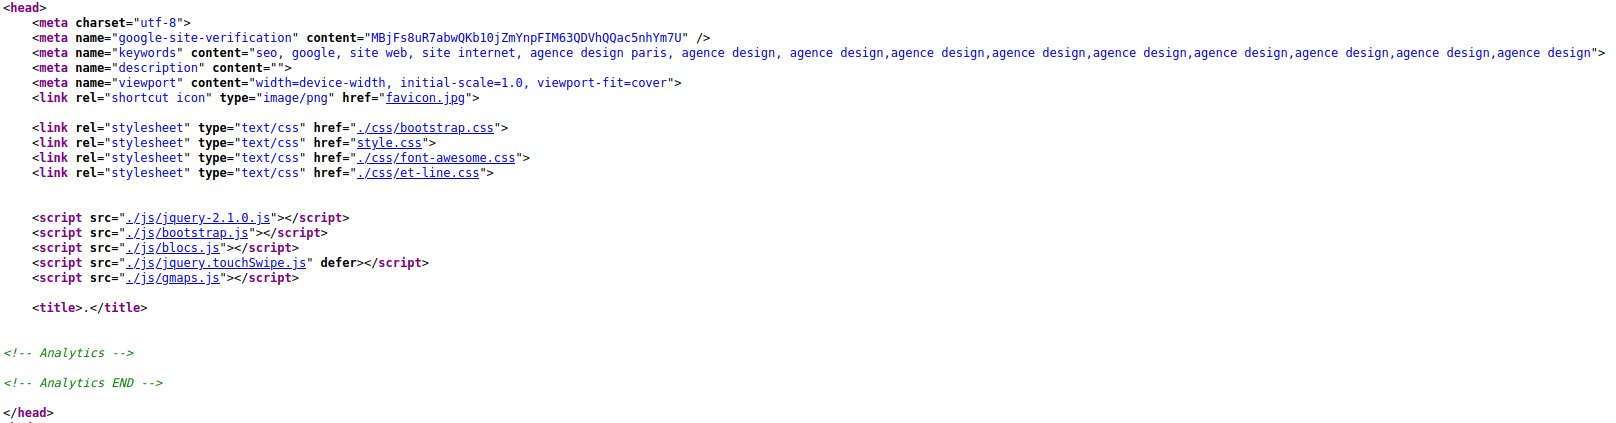 <head>
<meta charset="utf-8">
<meta name="google-site-verification" content="MBjFs8uR7abwQKb10jZmYnpFIM63QDVhQQac5nhYm7U" />
<meta name="keywords" content="seo, google, site web, site internet, agence design paris, agence design, agence design,agence design,agence design,agence design,agence design,agence design,agence design,agence design">
<meta name="description" content="">
<meta name="viewport" content="width=device-width, initial-scale=1.0, viewport-fit=cover">
<link rel="shortcut icon" type="image/png" href="favicon.jpg">
<link rel="stylesheet" type="text/css" href="./css/bootstrap.css">
<link rel="stylesheet" type="text/css" href="style.css">
<link rel="stylesheet" type="text/css" href="./css/font-awesome.css">
<link rel="stylesheet" type="text/css" href="./css/et-line.css">
<script src="./js/jquery-2.1.0.js"></script>
<script src="./js/bootstrap.js"></script>
<script src="./js/blocs.js"></script>
<script src="./js/jquery.touchSwipe.js" defer></script>
<script src="./js/gmaps.js"></script>
<title>.</title>
<!-- Analytics -->
<!-- Analytics END -->
</head>